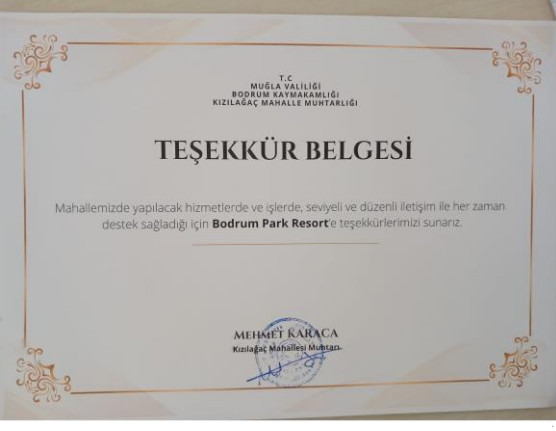 T.C
MUĞLA VALİLİĞİ
BODRUM KAYMAKAMLIĞI
KIZILAĞAÇ MAHALLE MUHTARLIĞI
TEŞEKKÜR BELGESİ
Mahallemizde yapılacak hizmetlerde ve işlerde, seviyeli ve düzenli iletişim ile her zaman
destek sağladığı için Bodrum Park Resort'e teşekkürlerimizi sunarız.
MEHMET KARACA
Kızılağaç Mahallesi Muhtarı